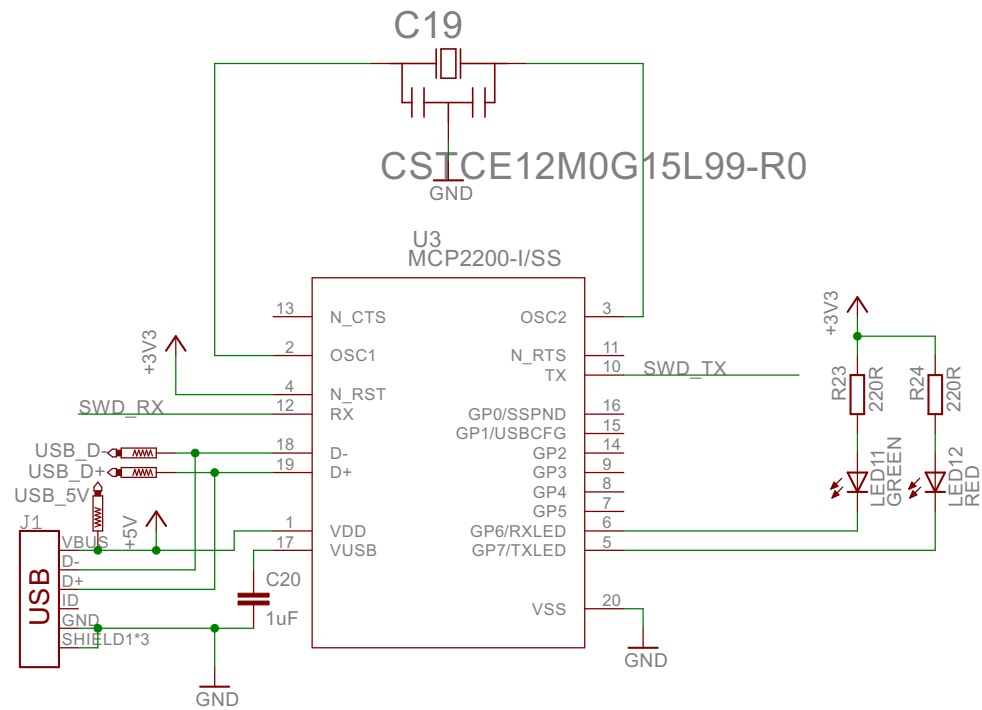 C19
CSTCE12M0G15L99-R0
GND
U3
MCP2200-I/SS
13 N_CTS
2 OSC1
4 N_RST
12 RX
18 D-
19 D+
1 VDD
17 VUSB
OSC2 3
N_RTS 11
TX 10
GP0/SSPND 16
GP1/USBCFG 15
GP2 14
GP3 9
GP4 8
GP5 7
GP6/RXLED 6
GP7/TXLED 5
VSS 20
GND
+3V3
SWD_RX
USB_D-
USB_D+
USB_5V
+5V
J1
USB
VBUS
D-
D+
ID
GND
SHIELD1*3
C20
1uF
GND
SWD_TX
+3V3
R23
220R
R24
220R
LED11
GREEN
LED12
RED